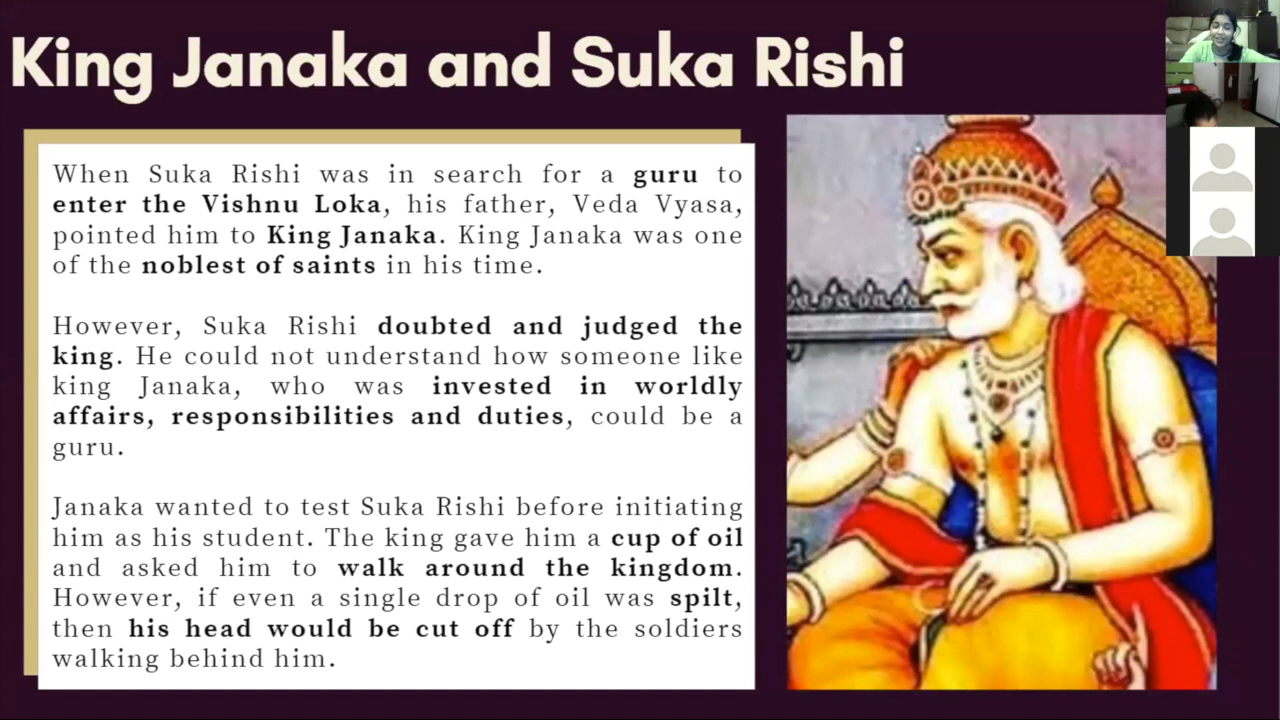 King Janaka and Suka Rishi
When Suka Rishi was in search for a guru to
enter the Vishnu Loka, his father, Veda Vyasa,
pointed him to King Janaka. King Janaka was one
of the noblest of saints in his time.
However, Suka Rishi doubted and judged the
king. He could not understand how someone like
king Janaka, who was invested in worldly
affairs, responsibilities and duties, could be a
guru.
Janaka wanted to test Suka Rishi before initiating
him as his student. The king gave him a cup of oil
and asked him to walk around the kingdom.
However, if even a single drop of oil was spilt,
then his head would be cut off by the soldiers
walking behind him.